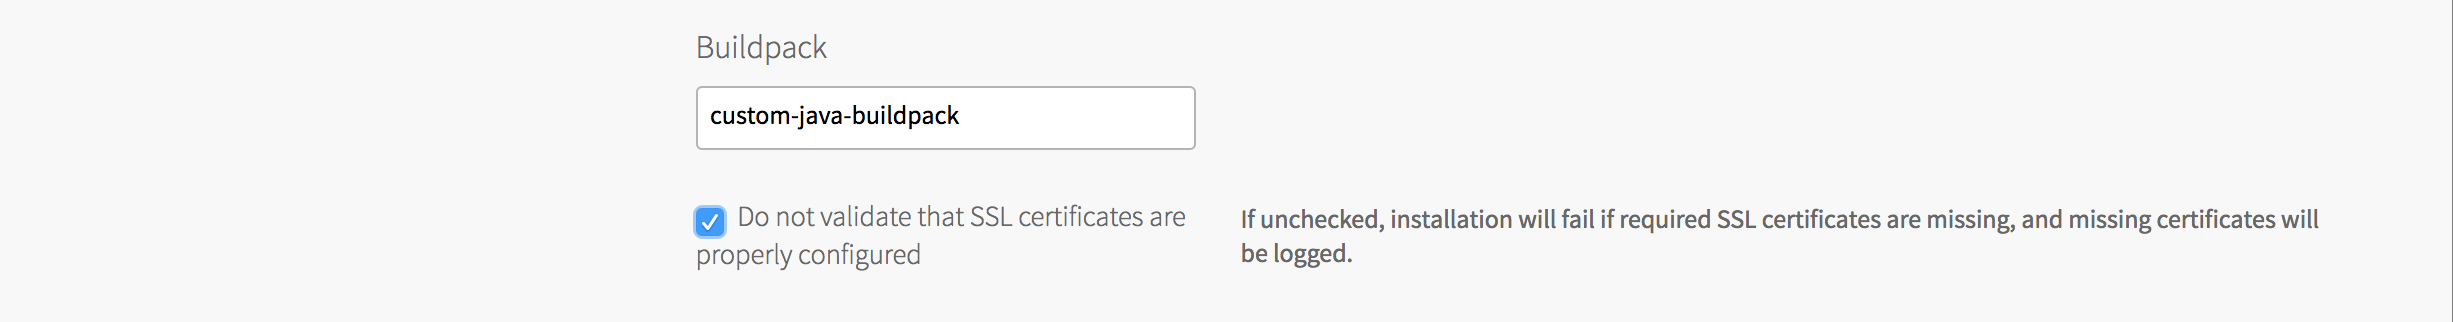 Buildpack
custom-java-buildpack
Do not validate that SSL certificates are
properly configured
If unchecked, installation will fail if required SSL certificates are missing, and missing certificates will
be logged.